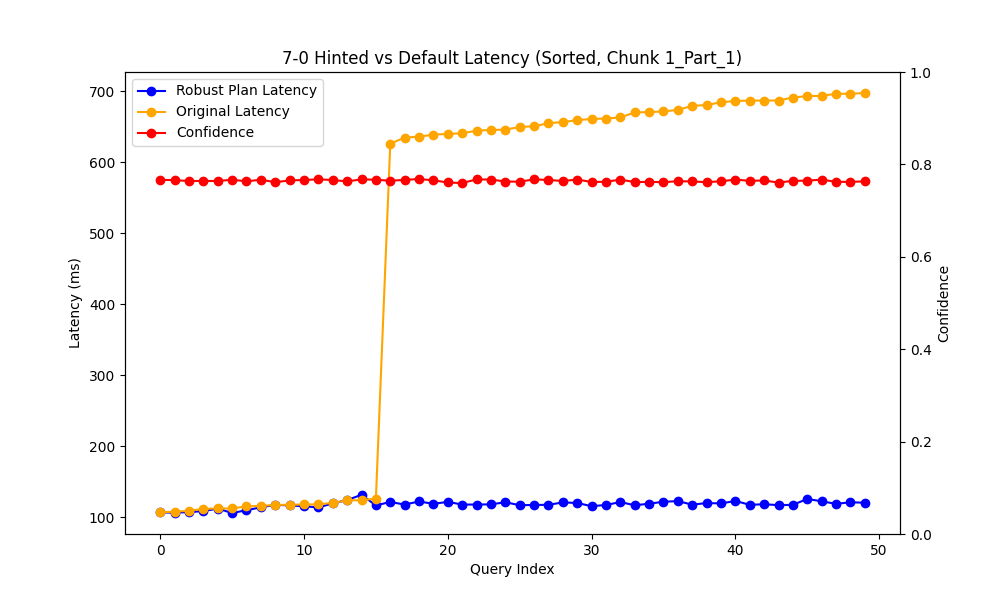 7-0 Hinted vs Default Latency (Sorted, Chunk 1_Part_1)
Robust Plan Latency
Original Latency
Confidence
700
600
500
400
300
200
100
Latency (ms)
1.0
0.8
0.6
0.4
0.2
0.0
Confidence
0
10
20
30
40
50
Query Index